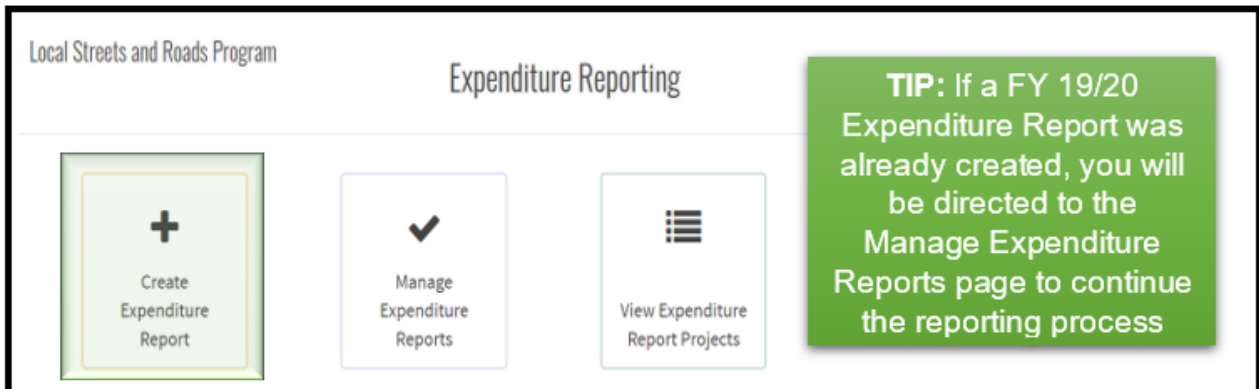 Local Streets and Roads Program
Expenditure Reporting
TIP: If a FY 19/20
Expenditure Report was
already created, you will
be directed to the
Manage Expenditure
Reports page to continue
the reporting process
Create
Expenditure
Report
Manage
Expenditure
Reports
View Expenditure
Report Projects